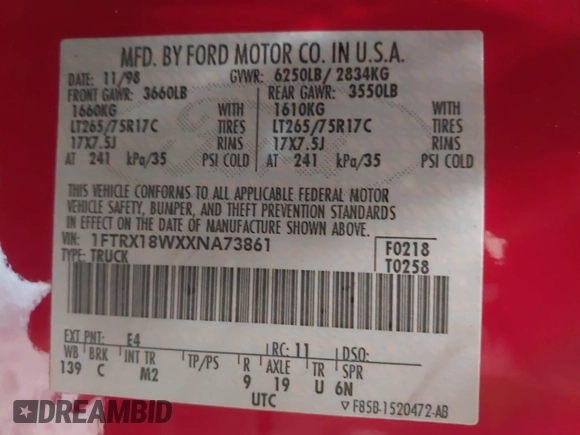 MFD. BY FORD MOTOR CO. IN U.S.A.
DATE: 11/98 GVWR: 6250LB/ 2834KG
FRONT GAWR: 3660LB REAR GAWR: 3550LB
1660KG WITH 1610KG WITH
LT265/75R17C TIRES LT265/75R17C TIRES
17X7.5J RIMS 17X7.5J RIMS
AT 241 kPa/35 PSI COLD AT 241 kPa/35 PSI COLD
THIS VEHICLE CONFORMS TO ALL APPLICABLE FEDERAL MOTOR
VEHICLE SAFETY, BUMPER, AND THEFT PREVENTION STANDARDS
IN EFFECT ON THE DATE OF MANUFACTURE SHOWN ABOVE.
VIN: 1FTRX18WXXNA73861 F0218
TYPE: TRUCK T0258
EXT PNT: E4 RC: 11 DSO:
WB BRK INT TR TP/PS R AXLE TR SPR
139 C M2 9 19 U 6N
UTC ▽ F85B-1520472-AB
DREAMBID